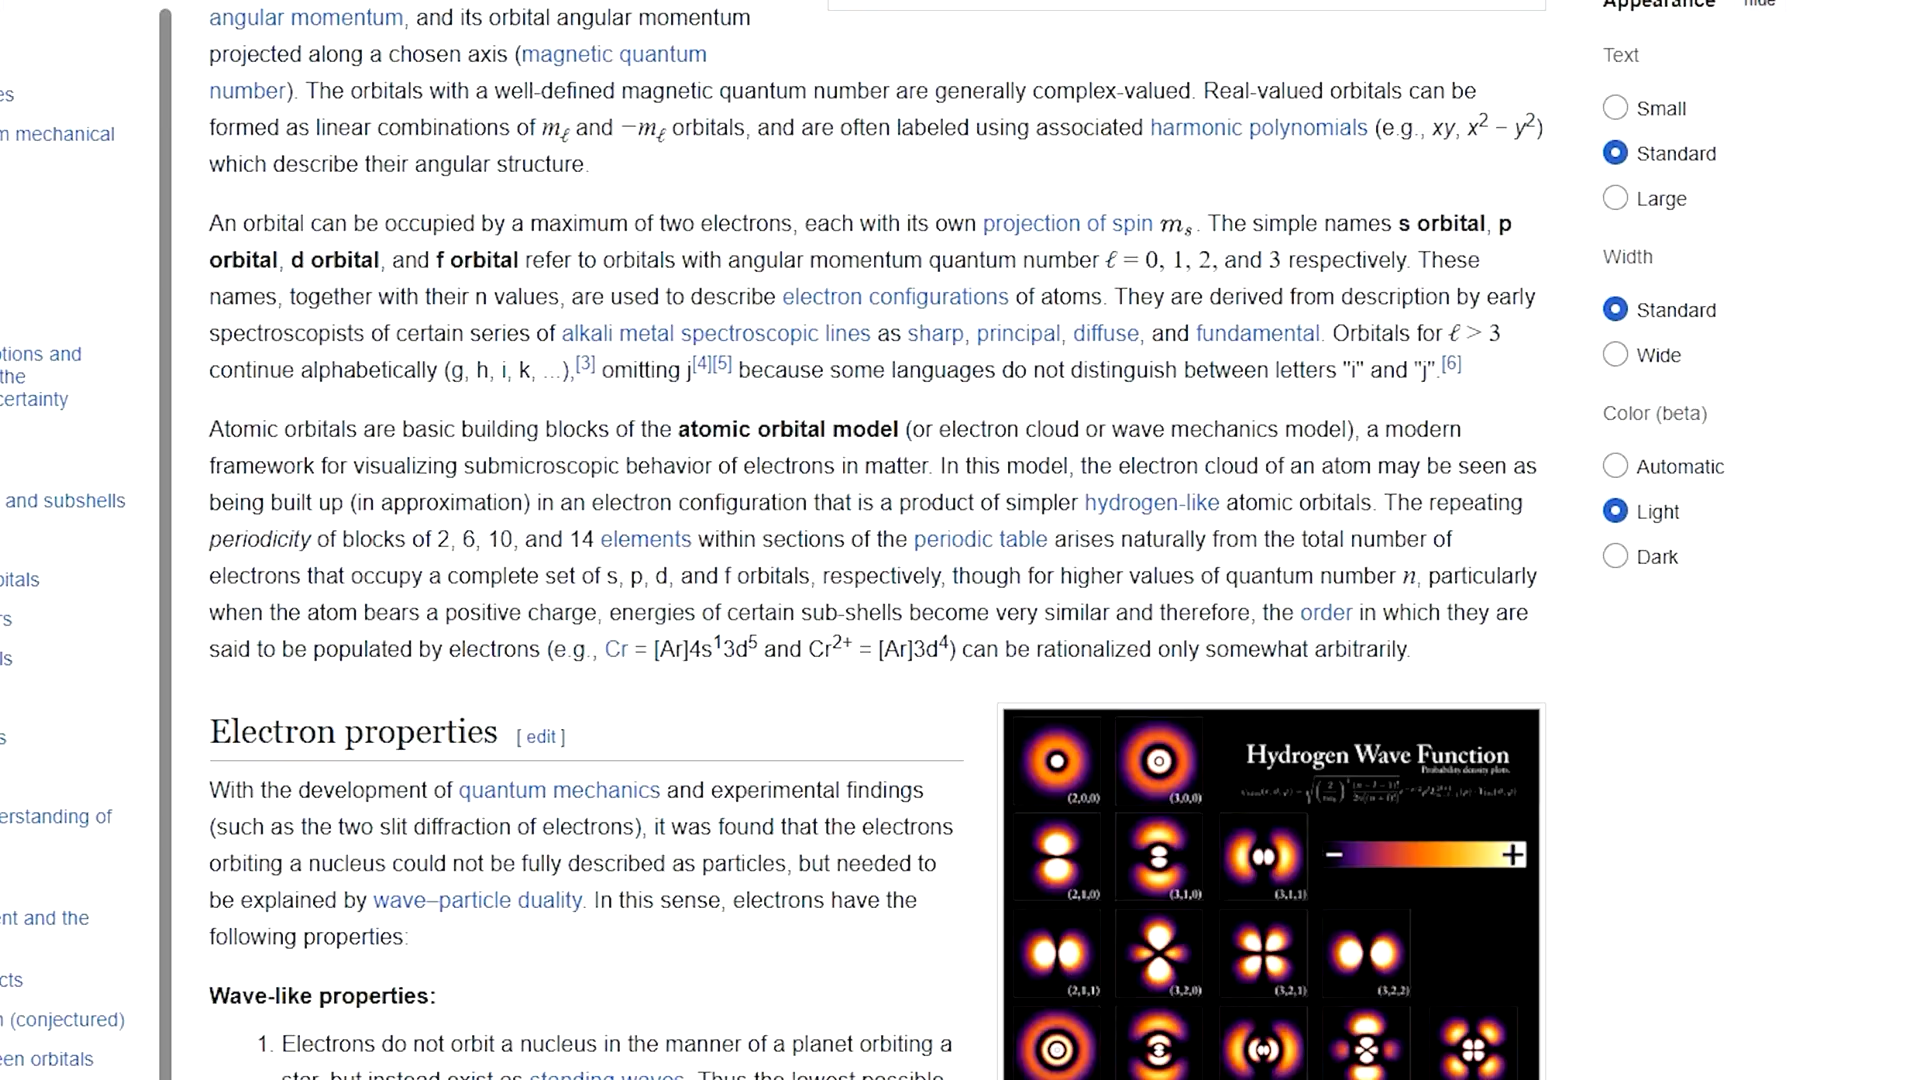 angular momentum, and its orbital angular momentum
projected along a chosen axis (magnetic quantum
number). The orbitals with a well-defined magnetic quantum number are generally complex-valued. Real-valued orbitals can be
formed as linear combinations of mℓ and −mℓ orbitals, and are often labeled using associated harmonic polynomials (e.g., xy, x² − y²)
which describe their angular structure.
An orbital can be occupied by a maximum of two electrons, each with its own projection of spin mₛ. The simple names s orbital, p
orbital, d orbital, and f orbital refer to orbitals with angular momentum quantum number ℓ = 0, 1, 2, and 3 respectively. These
names, together with their n values, are used to describe electron configurations of atoms. They are derived from description by early
spectroscopists of certain series of alkali metal spectroscopic lines as sharp, principal, diffuse, and fundamental. Orbitals for ℓ > 3
continue alphabetically (g, h, i, k, ...),[3] omitting j[4][5] because some languages do not distinguish between letters "i" and "j".[6]
Atomic orbitals are basic building blocks of the atomic orbital model (or electron cloud or wave mechanics model), a modern
framework for visualizing submicroscopic behavior of electrons in matter. In this model, the electron cloud of an atom may be seen as
being built up (in approximation) in an electron configuration that is a product of simpler hydrogen-like atomic orbitals. The repeating
periodicity of blocks of 2, 6, 10, and 14 elements within sections of the periodic table arises naturally from the total number of
electrons that occupy a complete set of s, p, d, and f orbitals, respectively, though for higher values of quantum number n, particularly
when the atom bears a positive charge, energies of certain sub-shells become very similar and therefore, the order in which they are
said to be populated by electrons (e.g., Cr = [Ar]4s¹3d⁵ and Cr²⁺ = [Ar]3d⁴) can be rationalized only somewhat arbitrarily.
Electron properties [ edit ]
With the development of quantum mechanics and experimental findings
(such as the two slit diffraction of electrons), it was found that the electrons
orbiting a nucleus could not be fully described as particles, but needed to
be explained by wave–particle duality. In this sense, electrons have the
following properties:
Wave-like properties:
1. Electrons do not orbit a nucleus in the manner of a planet orbiting a
star, but instead exist as standing waves. Thus the lowest possible
Hydrogen Wave Function
Probability density plots.
(2,0,0) (3,0,0)
− +
(2,1,0) (3,1,0) (3,1,1)
(2,1,1) (3,2,0) (3,2,1) (3,2,2)
es
m mechanical
ptions and
the
certainty
and subshells
bitals
rs
ls
s
erstanding of
ent and the
cts
n (conjectured)
een orbitals
Appearance hide
Text
Small
Standard
Large
Width
Standard
Wide
Color (beta)
Automatic
Light
Dark